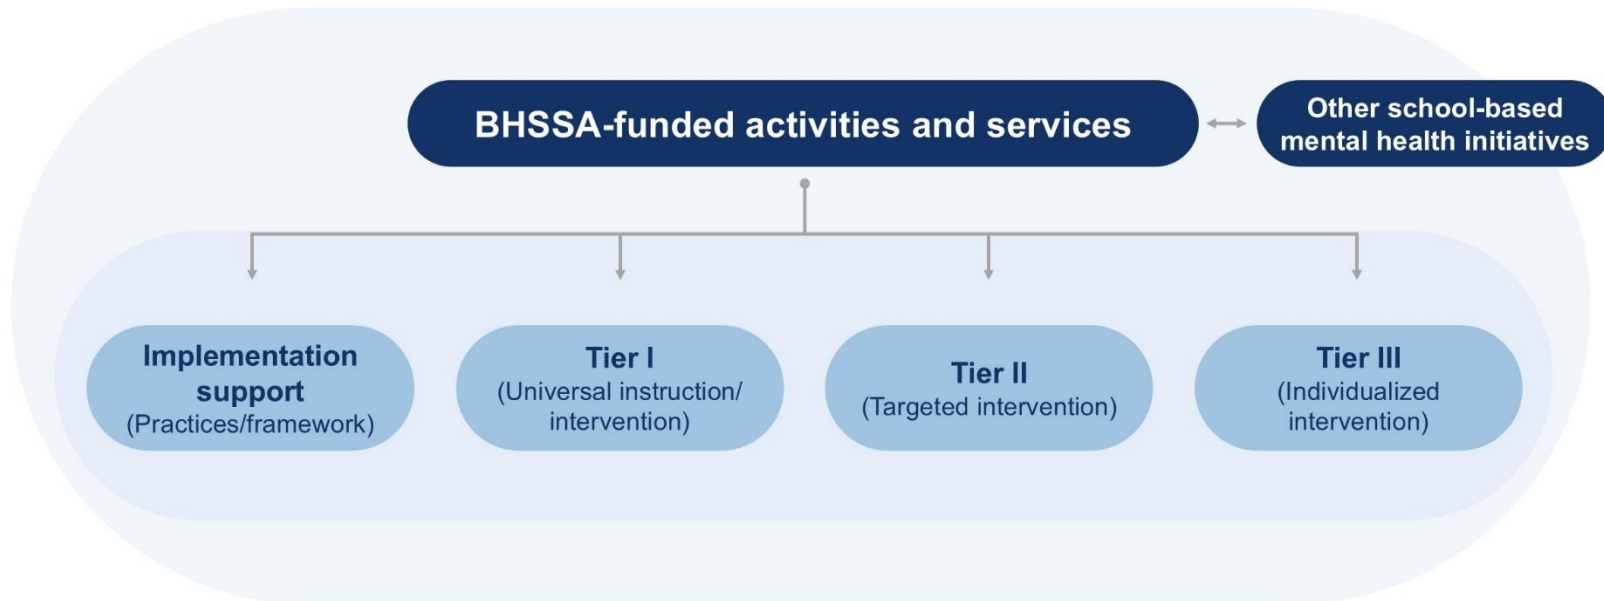 BHSSA-funded activities and services
Other school-based
mental health initiatives
Implementation
support
(Practices/framework)
Tier I
(Universal instruction/
intervention)
Tier II
(Targeted intervention)
Tier III
(Individualized
intervention)